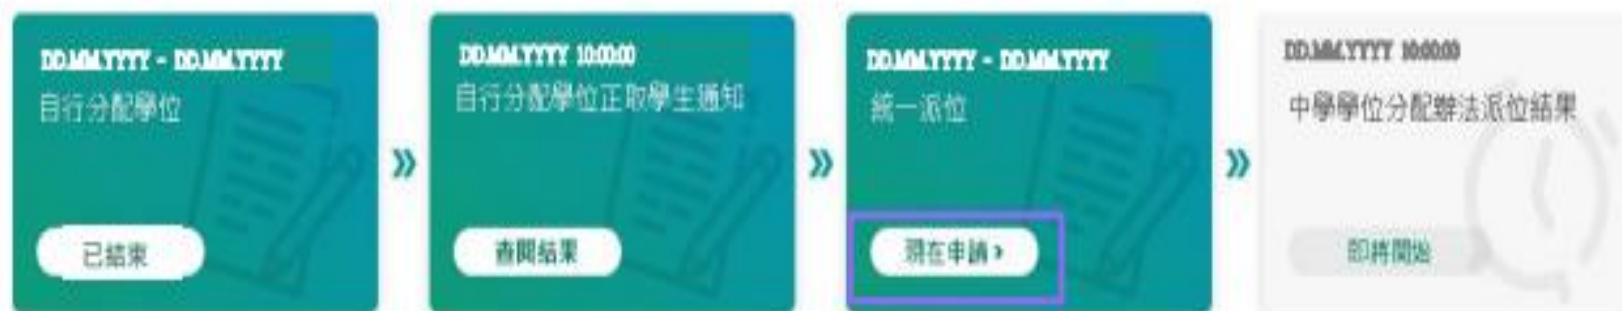 DD.MM.YYYY - DD.MM.YYYY
自行分配學位
已結束
»
DD.MM.YYYY 10:00:00
自行分配學位正取學生通知
查閱結果
»
DD.MM.YYYY - DD.MM.YYYY
統一派位
現在申請 ›
»
DD.MM.YYYY 10:00:00
中學學位分配辦法派位結果
即將開始